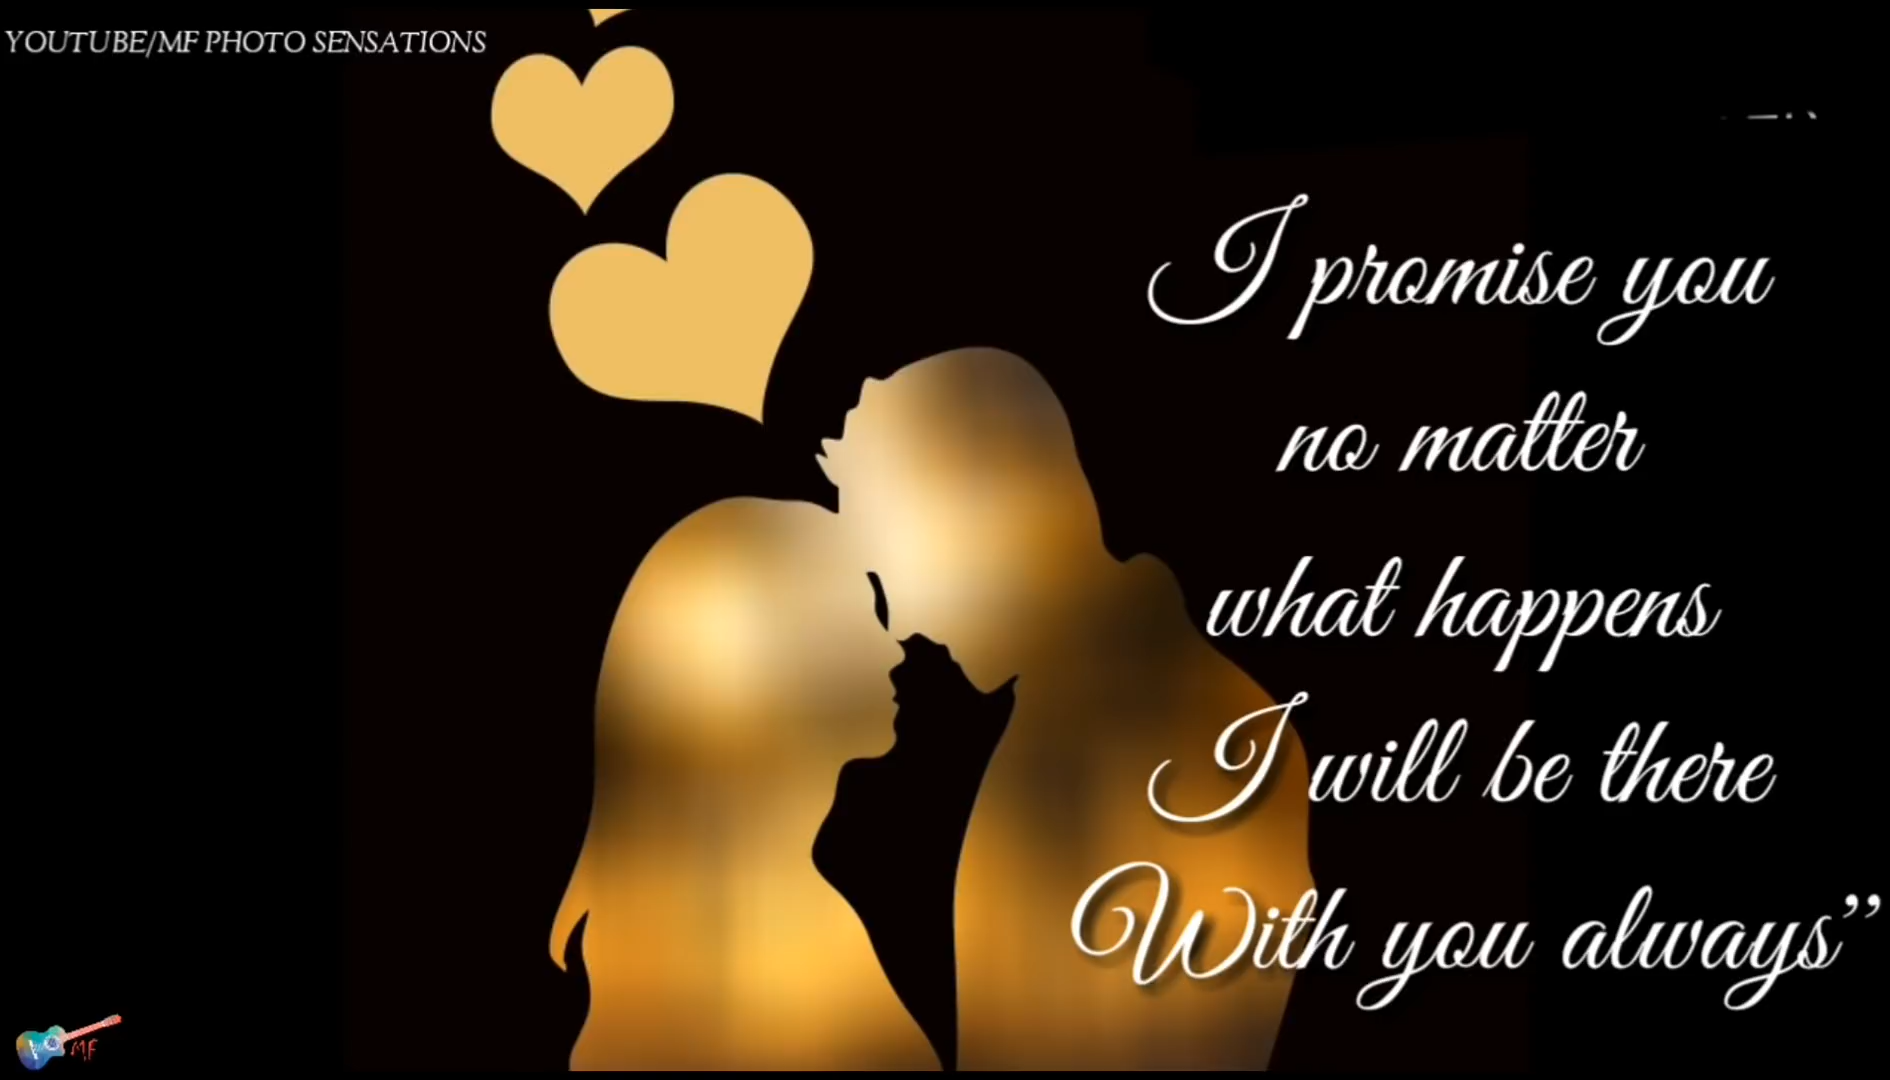 YOUTUBE/MF PHOTO SENSATIONS
I promise you
no matter
what happens
I will be there
With you always”
MF